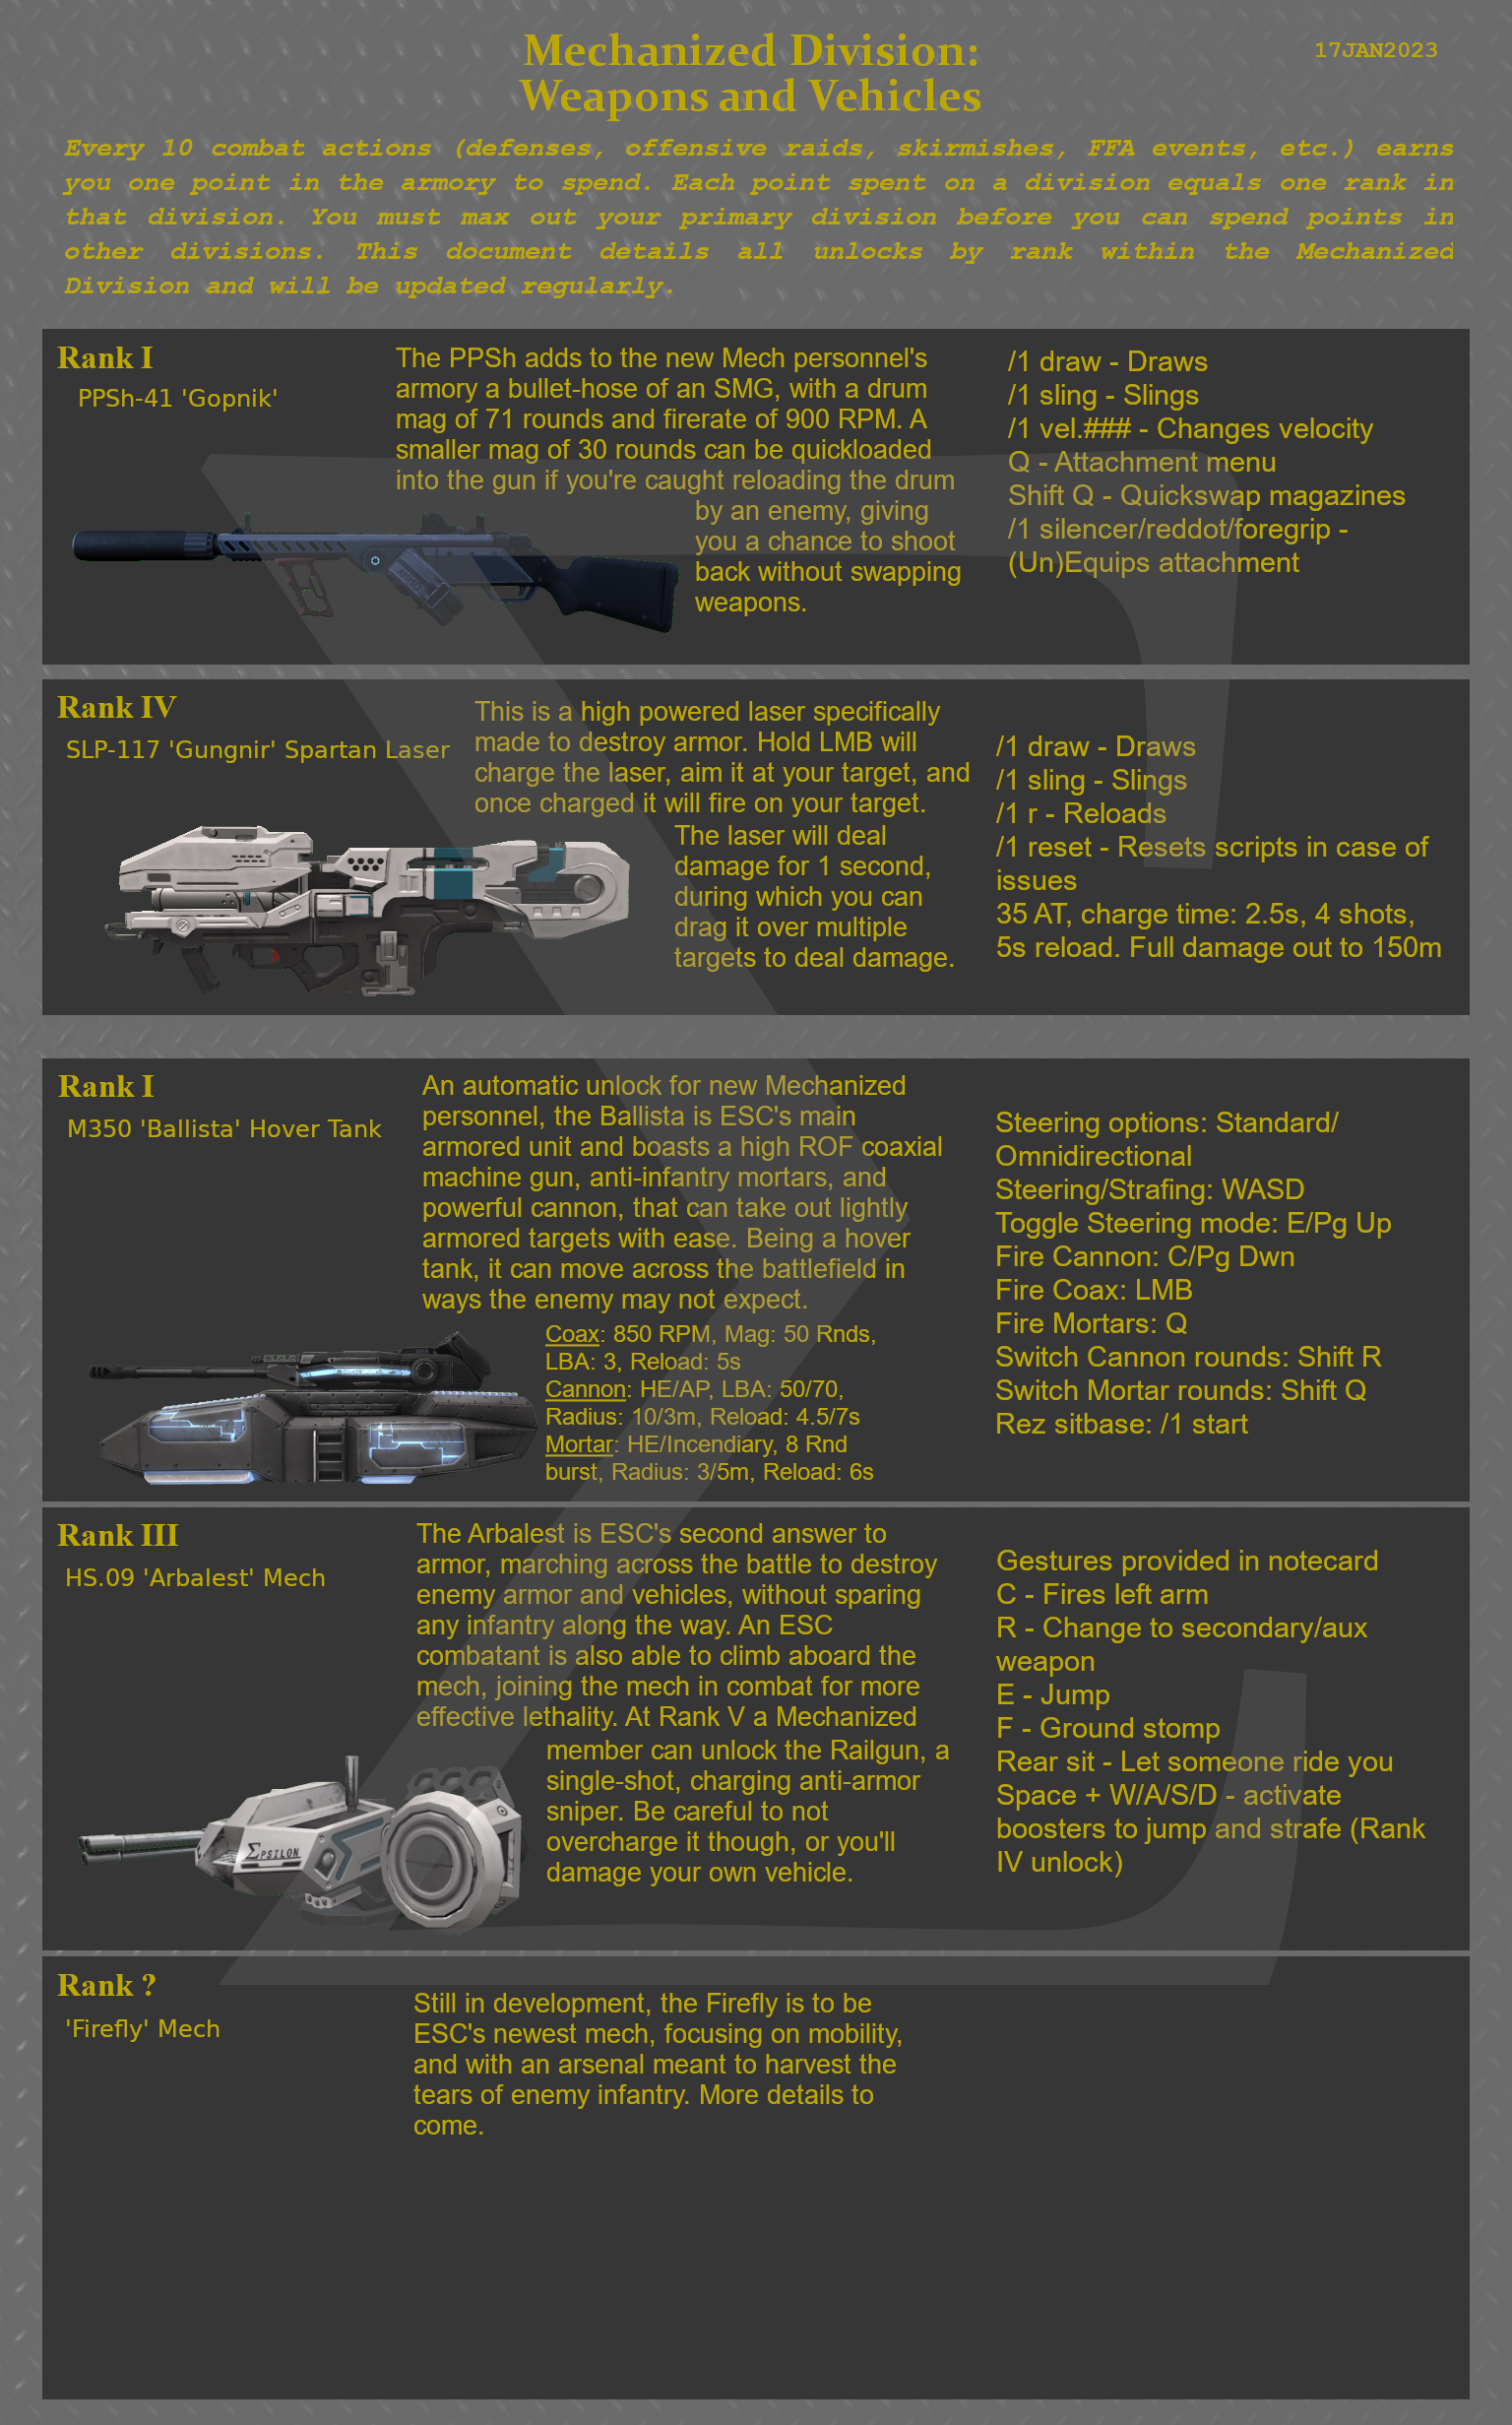 Mechanized Division:
Weapons and Vehicles
17JAN2023
Every 10 combat actions (defenses, offensive raids, skirmishes, FFA events, etc.) earns
you one point in the armory to spend. Each point spent on a division equals one rank in
that division. You must max out your primary division before you can spend points in
other divisions. This document details all unlocks by rank within the Mechanized
Division and will be updated regularly.
Rank I
PPSh-41 'Gopnik'
The PPSh adds to the new Mech personnel's
armory a bullet-hose of an SMG, with a drum
mag of 71 rounds and firerate of 900 RPM. A
smaller mag of 30 rounds can be quickloaded
into the gun if you're caught reloading the drum
by an enemy, giving
you a chance to shoot
back without swapping
weapons.
/1 draw - Draws
/1 sling - Slings
/1 vel.### - Changes velocity
Q - Attachment menu
Shift Q - Quickswap magazines
/1 silencer/reddot/foregrip -
(Un)Equips attachment
Rank IV
SLP-117 'Gungnir' Spartan Laser
This is a high powered laser specifically
made to destroy armor. Hold LMB will
charge the laser, aim it at your target, and
once charged it will fire on your target.
The laser will deal
damage for 1 second,
during which you can
drag it over multiple
targets to deal damage.
/1 draw - Draws
/1 sling - Slings
/1 r - Reloads
/1 reset - Resets scripts in case of
issues
35 AT, charge time: 2.5s, 4 shots,
5s reload. Full damage out to 150m
Rank I
M350 'Ballista' Hover Tank
An automatic unlock for new Mechanized
personnel, the Ballista is ESC's main
armored unit and boasts a high ROF coaxial
machine gun, anti-infantry mortars, and
powerful cannon, that can take out lightly
armored targets with ease. Being a hover
tank, it can move across the battlefield in
ways the enemy may not expect.
Coax: 850 RPM, Mag: 50 Rnds,
LBA: 3, Reload: 5s
Cannon: HE/AP, LBA: 50/70,
Radius: 10/3m, Reload: 4.5/7s
Mortar: HE/Incendiary, 8 Rnd
burst, Radius: 3/5m, Reload: 6s
Steering options: Standard/
Omnidirectional
Steering/Strafing: WASD
Toggle Steering mode: E/Pg Up
Fire Cannon: C/Pg Dwn
Fire Coax: LMB
Fire Mortars: Q
Switch Cannon rounds: Shift R
Switch Mortar rounds: Shift Q
Rez sitbase: /1 start
Rank III
HS.09 'Arbalest' Mech
The Arbalest is ESC's second answer to
armor, marching across the battle to destroy
enemy armor and vehicles, without sparing
any infantry along the way. An ESC
combatant is also able to climb aboard the
mech, joining the mech in combat for more
effective lethality. At Rank V a Mechanized
member can unlock the Railgun, a
single-shot, charging anti-armor
sniper. Be careful to not
overcharge it though, or you'll
damage your own vehicle.
ΣPSILON
Gestures provided in notecard
C - Fires left arm
R - Change to secondary/aux
weapon
E - Jump
F - Ground stomp
Rear sit - Let someone ride you
Space + W/A/S/D - activate
boosters to jump and strafe (Rank
IV unlock)
Rank ?
'Firefly' Mech
Still in development, the Firefly is to be
ESC's newest mech, focusing on mobility,
and with an arsenal meant to harvest the
tears of enemy infantry. More details to
come.